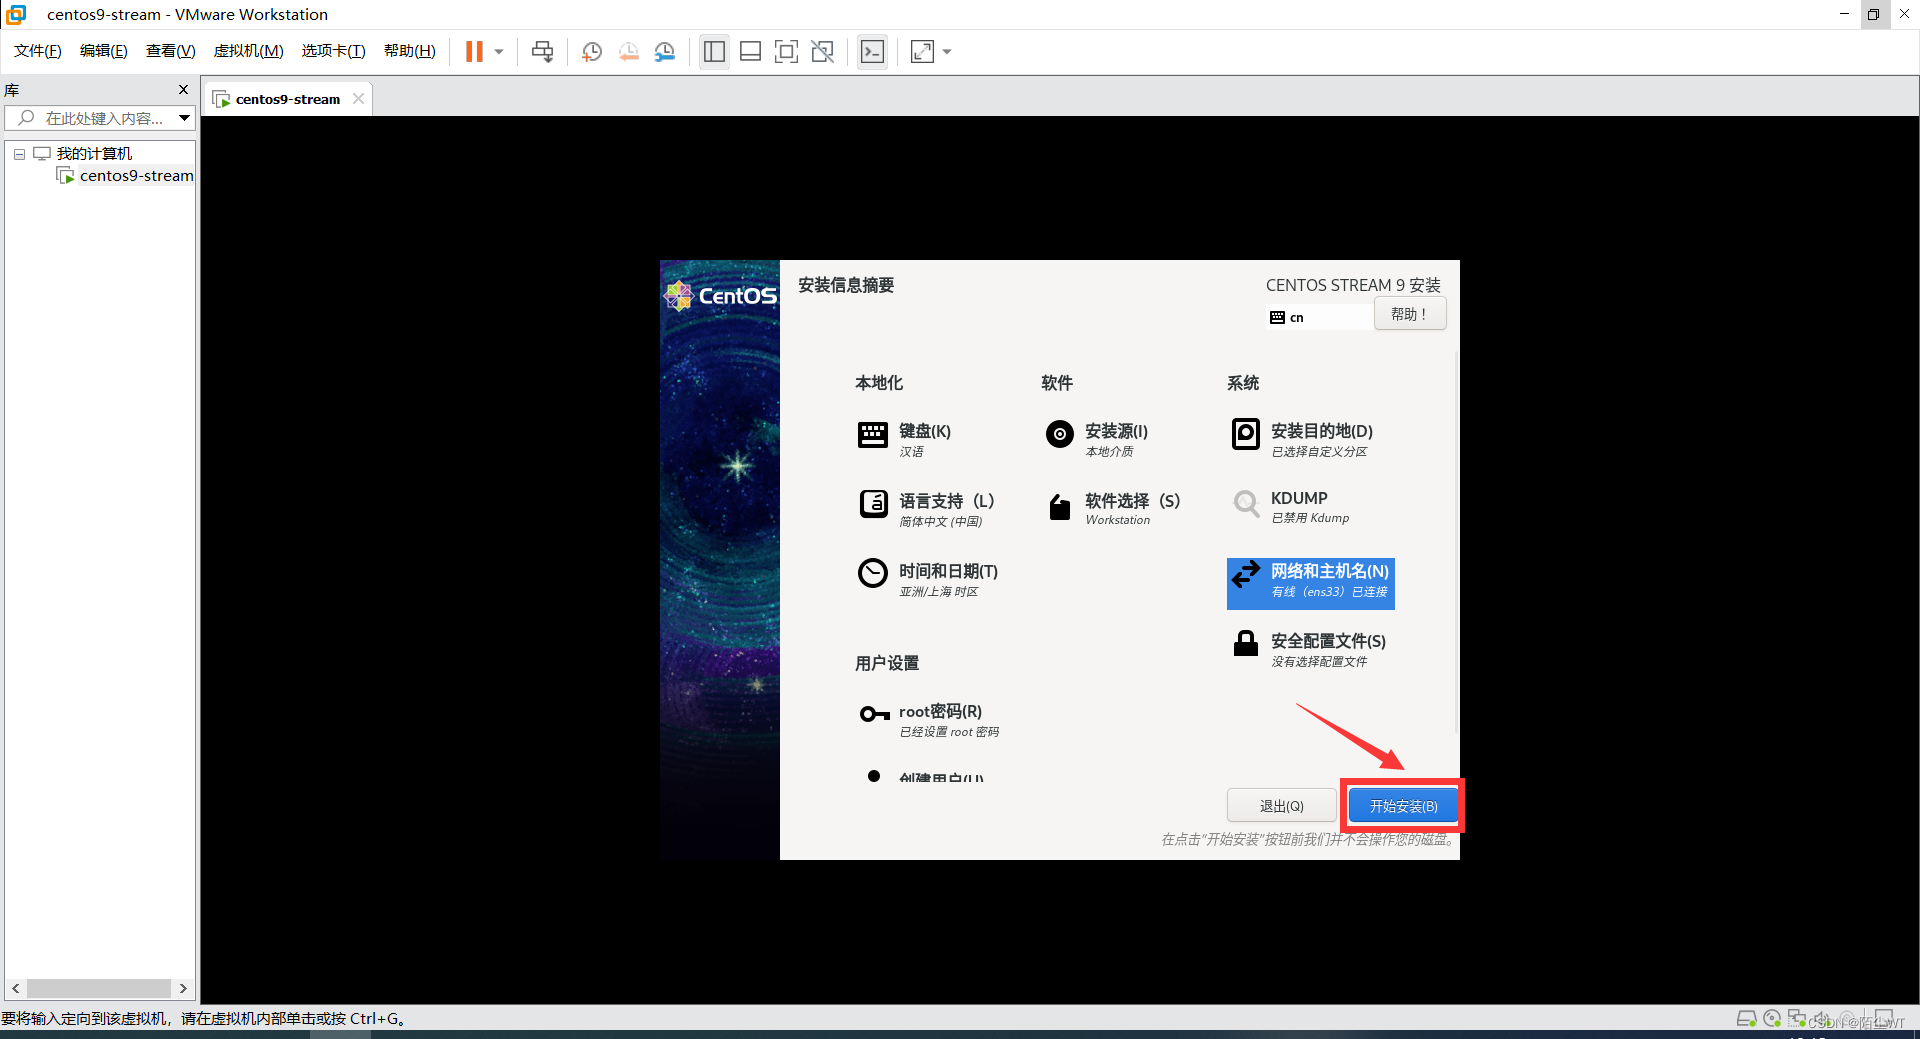 centos9-stream - VMware Workstation
文件(F) 编辑(E) 查看(V) 虚拟机(M) 选项卡(T) 帮助(H)
库
centos9-stream
在此处键入内容...
我的计算机
centos9-stream
CentOS
安装信息摘要
CENTOS STREAM 9 安装
cn
帮助！
本地化
软件
系统
键盘(K)
汉语
安装源(I)
本地介质
安装目的地(D)
已选择自定义分区
语言支持（L）
简体中文 (中国)
软件选择（S）
Workstation
KDUMP
已禁用 Kdump
时间和日期(T)
亚洲/上海 时区
网络和主机名(N)
有线（ens33）已连接
安全配置文件(S)
没有选择配置文件
用户设置
root密码(R)
已经设置 root 密码
创建用户(U)
退出(Q)
开始安装(B)
在点击“开始安装”按钮前我们并不会操作您的磁盘。
要将输入定向到该虚拟机，请在虚拟机内部单击或按 Ctrl+G。
CSDN @陌尘WT